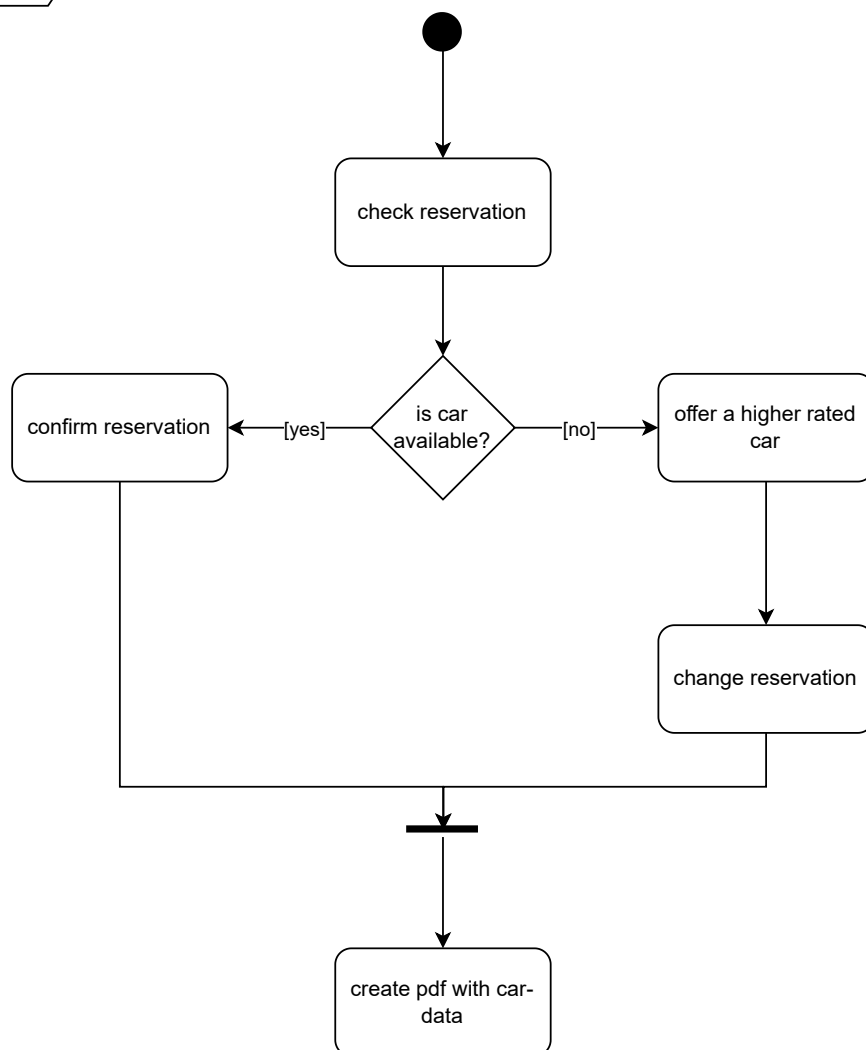 check reservation
is car
available?
[yes]
[no]
confirm reservation
offer a higher rated
car
change reservation
create pdf with car-
data